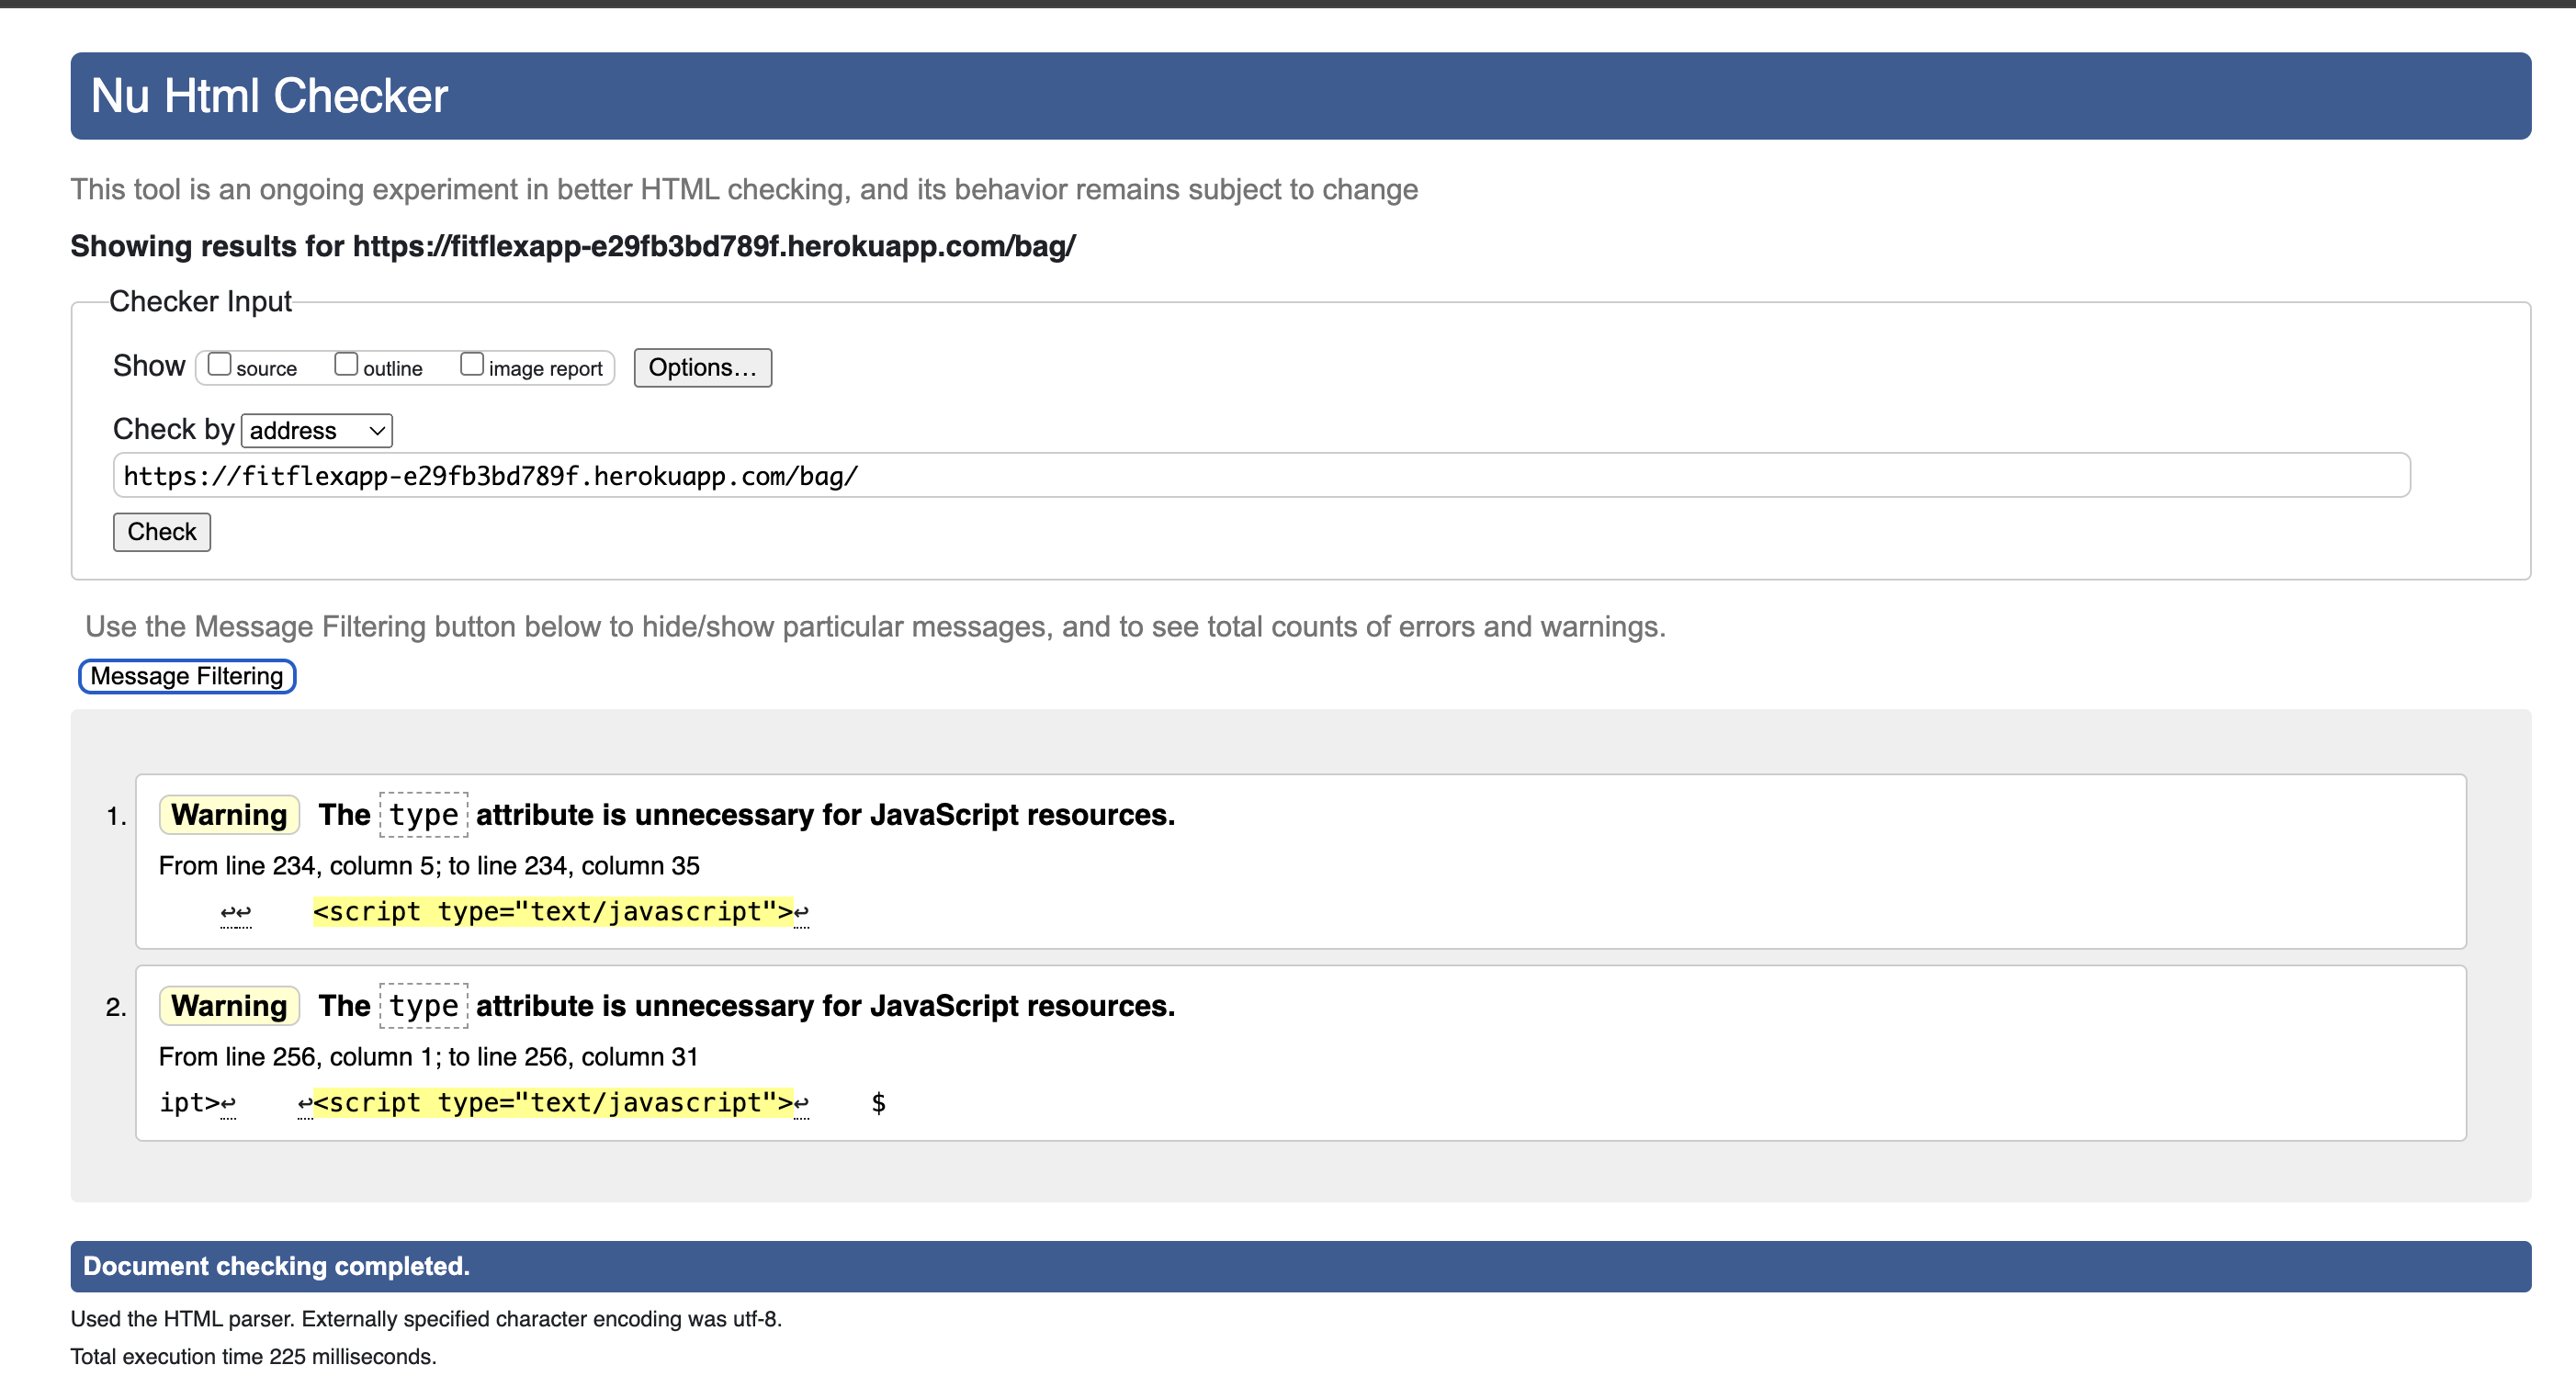 Nu Html Checker
This tool is an ongoing experiment in better HTML checking, and its behavior remains subject to change
Showing results for https://fitflexapp-e29fb3bd789f.herokuapp.com/bag/
Checker Input
Show source outline image report Options...
Check by address
https://fitflexapp-e29fb3bd789f.herokuapp.com/bag/
Check
Use the Message Filtering button below to hide/show particular messages, and to see total counts of errors and warnings.
Message Filtering
1. Warning The type attribute is unnecessary for JavaScript resources.
From line 234, column 5; to line 234, column 35
↩↩ <script type="text/javascript">↩
2. Warning The type attribute is unnecessary for JavaScript resources.
From line 256, column 1; to line 256, column 31
ipt>↩ ↩<script type="text/javascript">↩ $
Document checking completed.
Used the HTML parser. Externally specified character encoding was utf-8.
Total execution time 225 milliseconds.